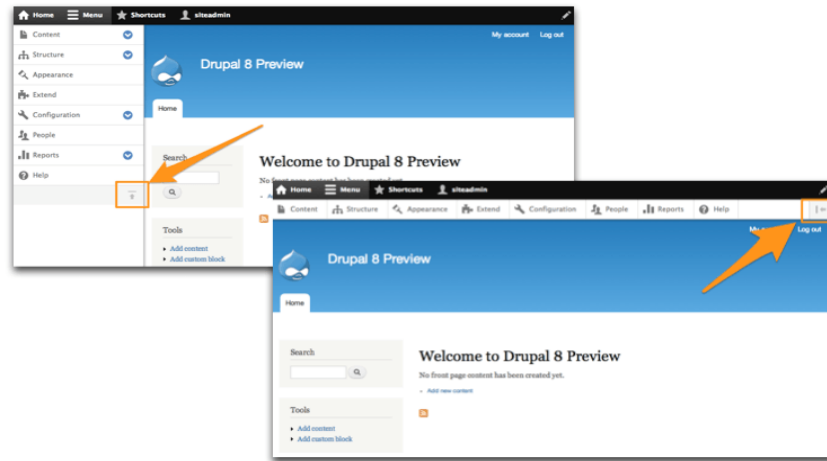 Home Menu Shortcuts siteadmin
Content
Structure
Appearance
Extend
Configuration
People
Reports
Help
My account Log out
Drupal 8 Preview
Home
Search
Tools
Add content
Add custom block
Welcome to Drupal 8 Preview
Home Menu Shortcuts siteadmin
Content Structure Appearance Extend Configuration People Reports Help
Log out
Drupal 8 Preview
Home
Search
Tools
Add content
Add custom block
Welcome to Drupal 8 Preview
No front page content has been created yet.
Add new content